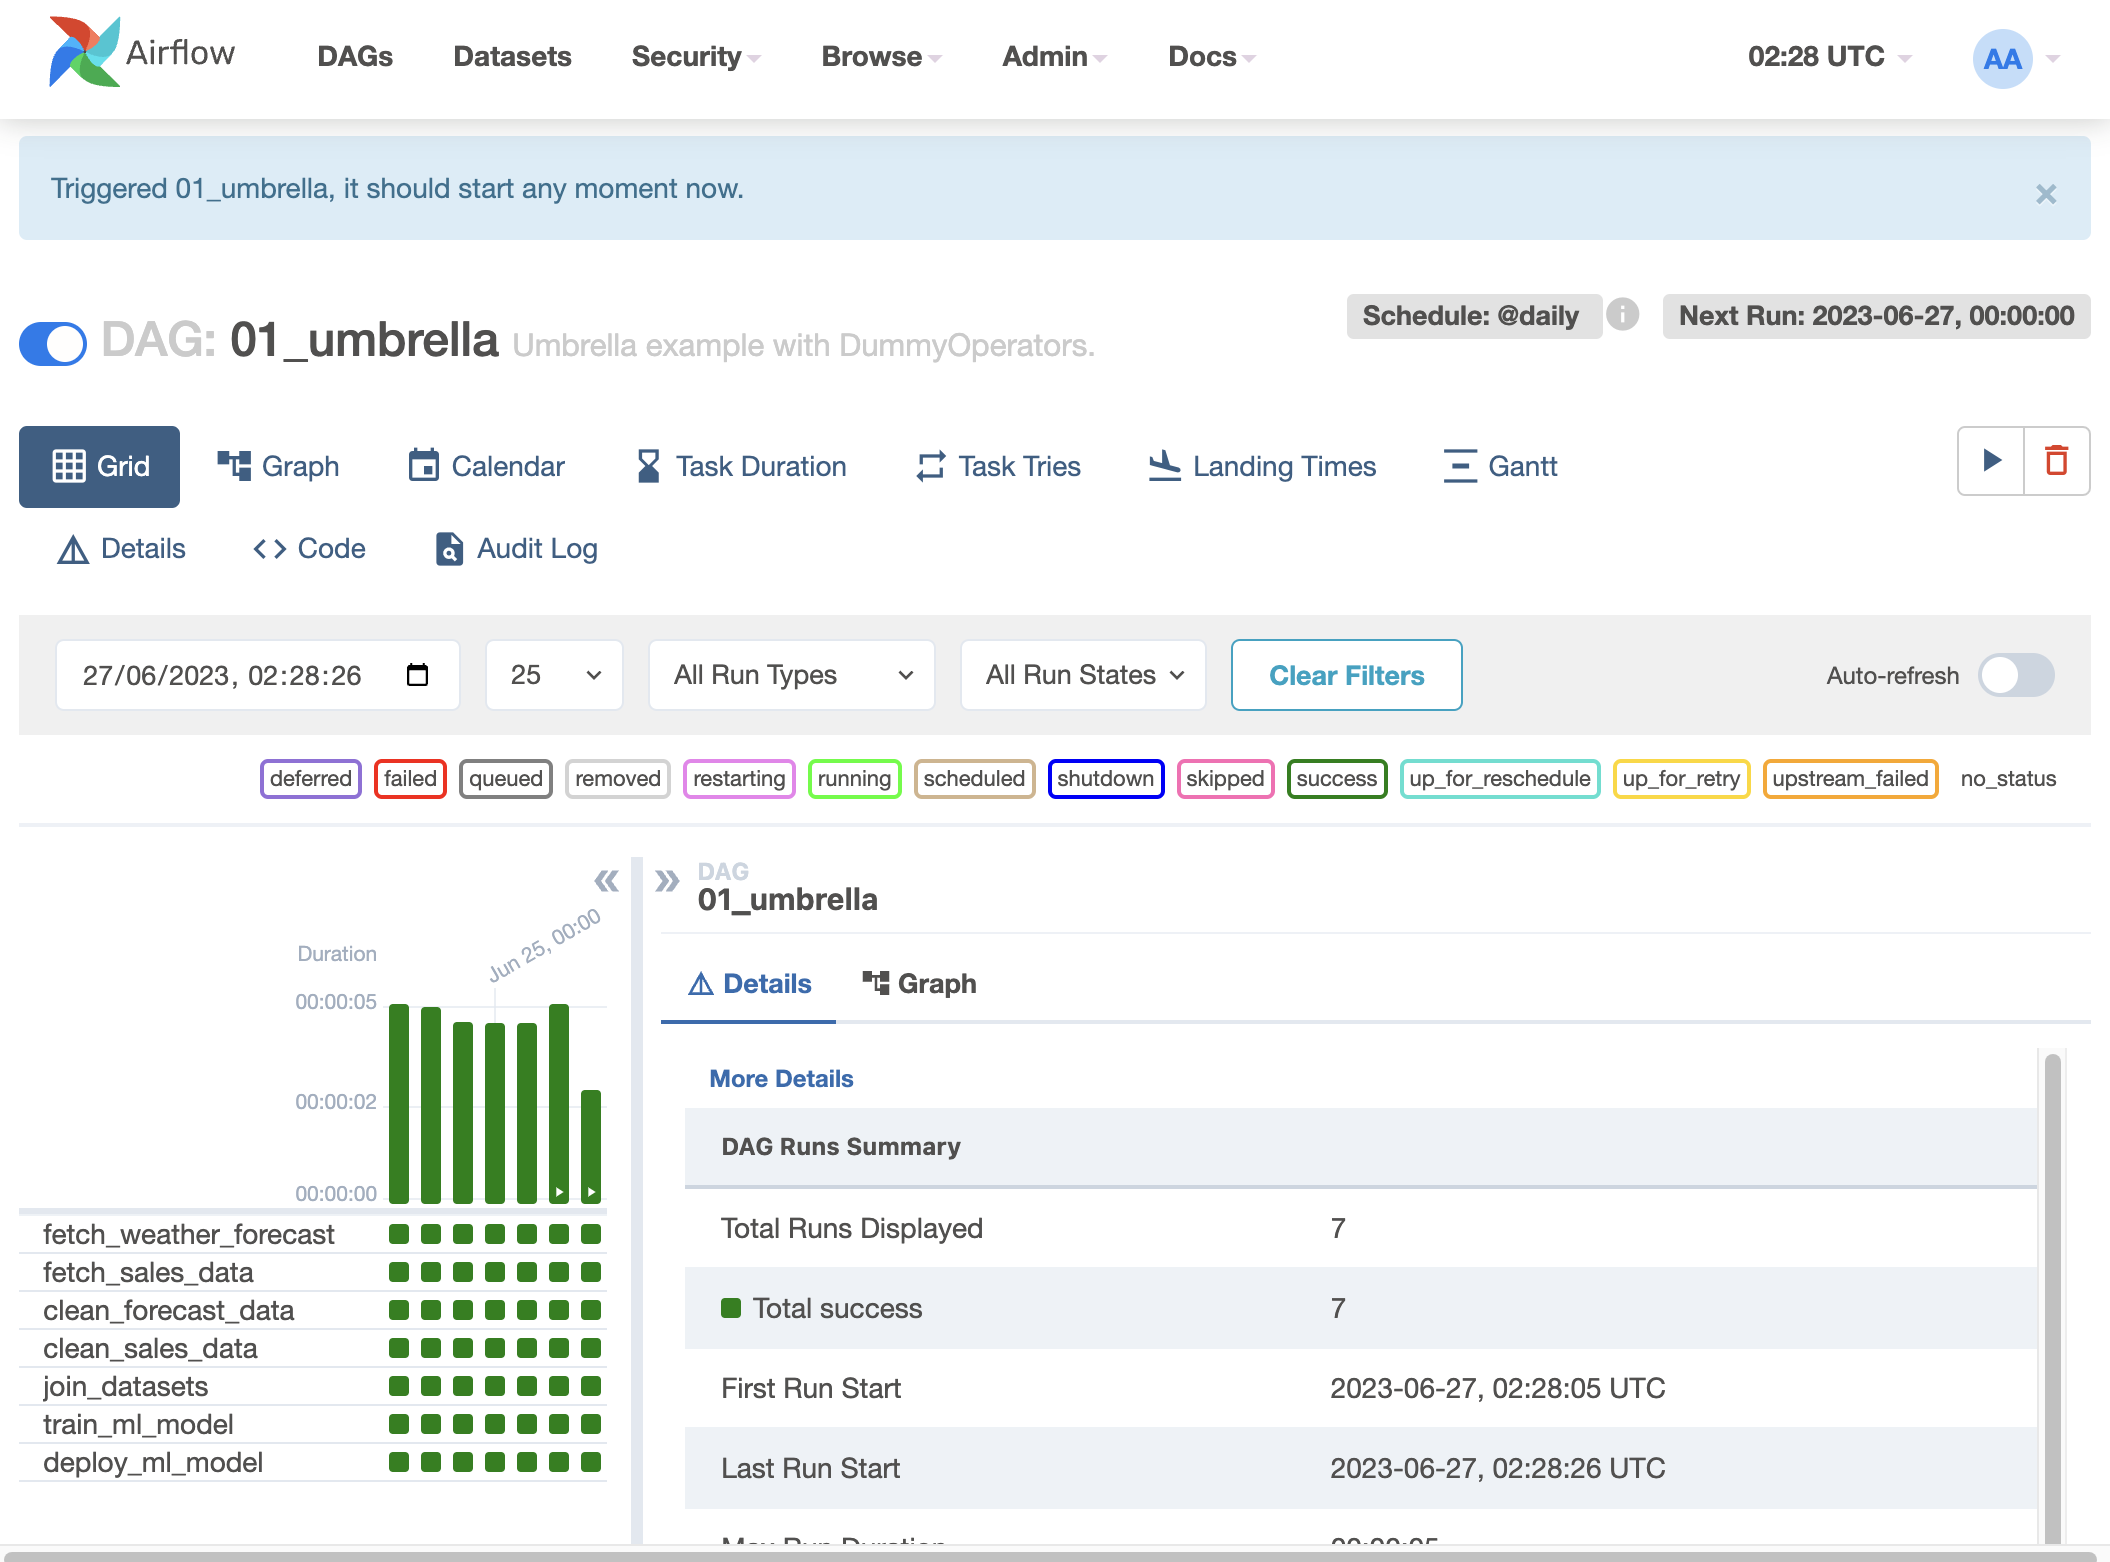 Airflow DAGs Datasets Security Browse Admin Docs 02:28 UTC AA
Triggered 01_umbrella, it should start any moment now. ×
DAG: 01_umbrella Umbrella example with DummyOperators. Schedule: @daily i Next Run: 2023-06-27, 00:00:00
Grid Graph Calendar Task Duration Task Tries Landing Times Gantt
Details Code Audit Log
27/06/2023, 02:28:26 25 All Run Types All Run States Clear Filters Auto-refresh
deferred failed queued removed restarting running scheduled shutdown skipped success up_for_reschedule up_for_retry upstream_failed no_status
Jun 25, 00:00
Duration
00:00:05
00:00:02
00:00:00
fetch_weather_forecast
fetch_sales_data
clean_forecast_data
clean_sales_data
join_datasets
train_ml_model
deploy_ml_model
DAG
01_umbrella
Details Graph
More Details
DAG Runs Summary
Total Runs Displayed 7
Total success 7
First Run Start 2023-06-27, 02:28:05 UTC
Last Run Start 2023-06-27, 02:28:26 UTC
Max Run Duration 00:00:05